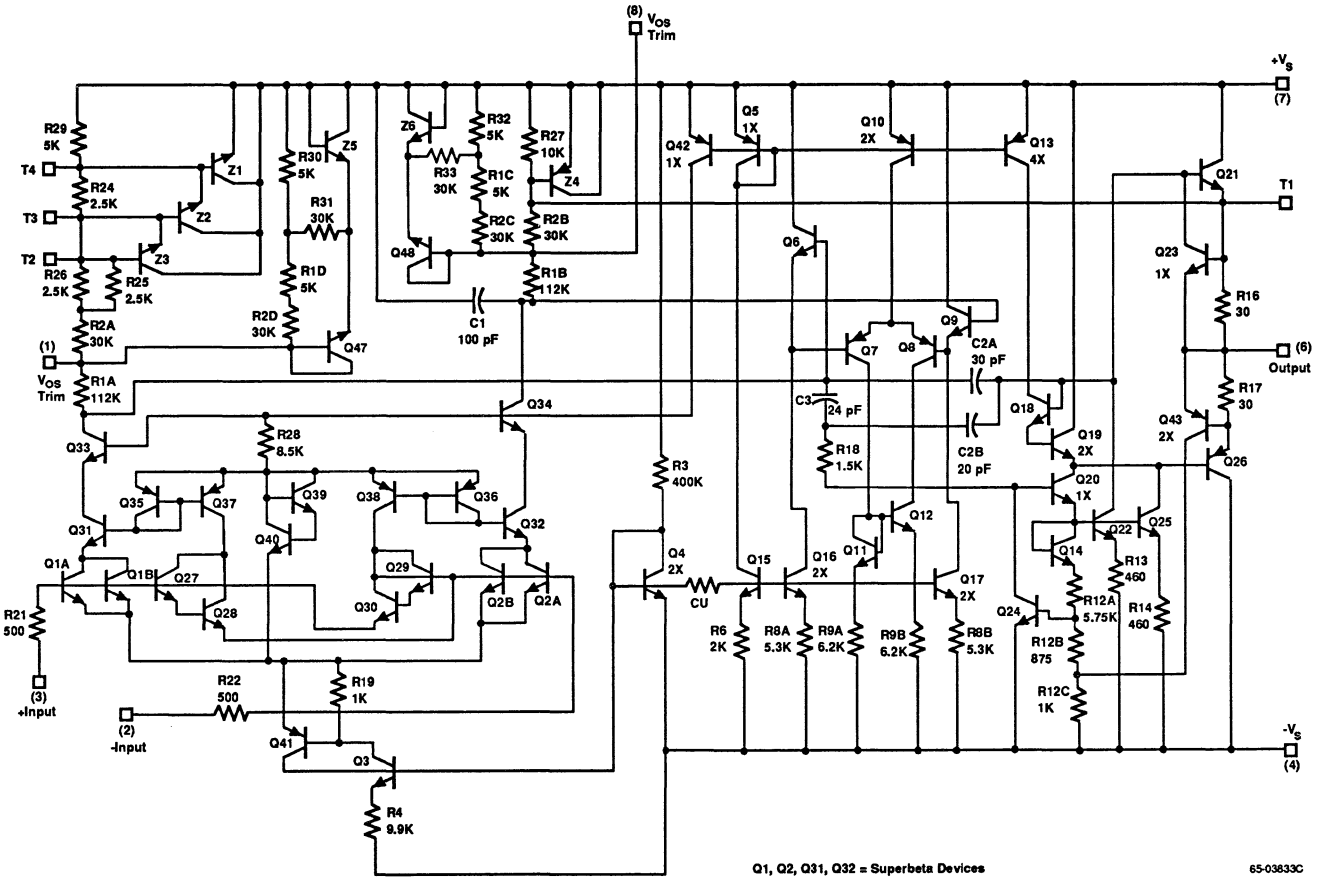 (8)
V_OS
Trim
+V_S
(7)
R29
5K
T4
R24
2.5K
T3
T2
R26
2.5K
R25
2.5K
R2A
30K
(1)
V_OS
Trim
R1A
112K
Z1
Z2
Z3
R30
5K
R31
30K
R1D
5K
R2D
30K
Z5
Q47
Z6
R33
30K
R32
5K
R1C
5K
R2C
30K
Q48
R27
10K
Z4
R2B
30K
R1B
112K
C1
100 pF
Q42
1X
Q5
1X
Q10
2X
Q13
4X
Q21
T1
Q6
Q23
1X
R16
30
Q7
Q8
Q9
C2A
30 pF
(6)
Output
R17
30
C3
24 pF
C2B
20 pF
Q18
Q43
2X
Q19
2X
Q26
R18
1.5K
Q20
1X
Q33
R28
8.5K
Q34
R3
400K
Q35
Q37
Q39
Q38
Q36
Q31
Q40
Q32
Q12
Q11
Q22
Q25
Q14
R13
460
R14
460
Q1A
Q1B
Q27
Q28
Q29
Q30
Q2B
Q2A
Q4
2X
CU
Q15
Q16
2X
Q17
2X
Q24
R12A
5.75K
R12B
875
R12C
1K
R21
500
R6
2K
R8A
5.3K
R9A
6.2K
R9B
6.2K
R8B
5.3K
(3)
+Input
R22
500
R19
1K
(2)
-Input
Q41
Q3
R4
9.9K
-V_S
(4)
Q1, Q2, Q31, Q32 = Superbeta Devices
65-03833C